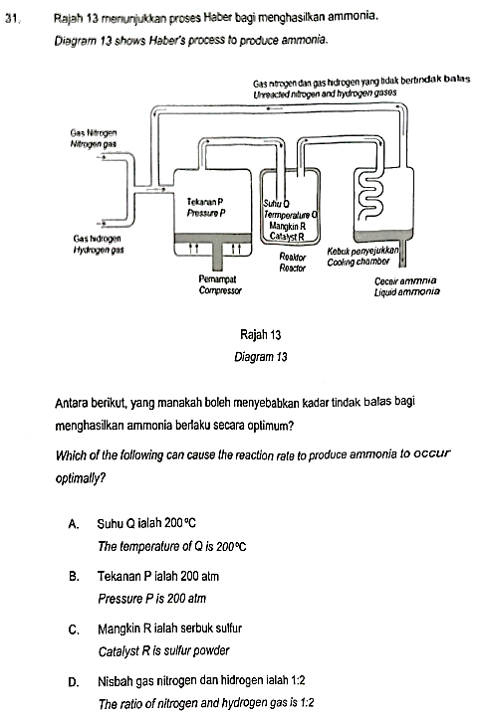 31. Rajah 13 menunjukkan proses Haber bagi menghasilkan ammonia.
Diagram 13 shows Haber's process to produce ammonia.
Gas nitrogen dan gas hidrogen yang tidak bertindak balas
Unreacted nitrogen and hydrogen gases
Gas Nitrogen
Nitrogen gas
Tekanan P
Pressure P
Suhu Q
Temperature Q
Mangkin R
Catalyst R
Gas hidrogen
Hydrogen gas
Reaktor
Reactor
Kebuk penyejukkan
Cooling chamber
Pemampat
Compressor
Cecair ammnia
Liquid ammonia
Rajah 13
Diagram 13
Antara berikut, yang manakah boleh menyebabkan kadar tindak balas bagi
menghasilkan ammonia berlaku secara optimum?
Which of the following can cause the reaction rate to produce ammonia to occur
optimally?
A. Suhu Q ialah 200 ºC
The temperature of Q is 200ºC
B. Tekanan P ialah 200 atm
Pressure P is 200 atm
C. Mangkin R ialah serbuk sulfur
Catalyst R is sulfur powder
D. Nisbah gas nitrogen dan hidrogen ialah 1:2
The ratio of nitrogen and hydrogen gas is 1:2